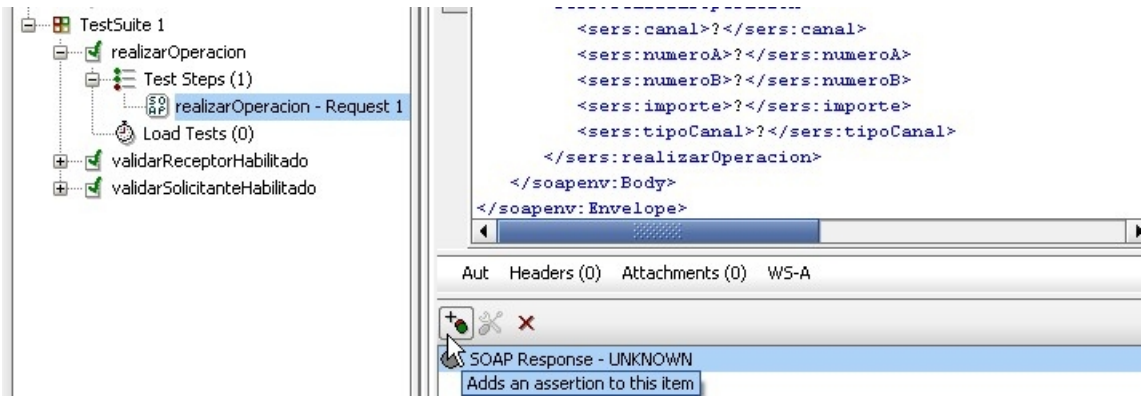 TestSuite 1
realizarOperacion
Test Steps (1)
realizarOperacion - Request 1
Load Tests (0)
validarReceptorHabilitado
validarSolicitanteHabilitado
<sers:canal>?</sers:canal>
<sers:numeroA>?</sers:numeroA>
<sers:numeroB>?</sers:numeroB>
<sers:importe>?</sers:importe>
<sers:tipoCanal>?</sers:tipoCanal>
</sers:realizarOperacion>
</soapenv:Body>
</soapenv:Envelope>
Aut Headers (0) Attachments (0) WS-A
SOAP Response - UNKNOWN
Adds an assertion to this item